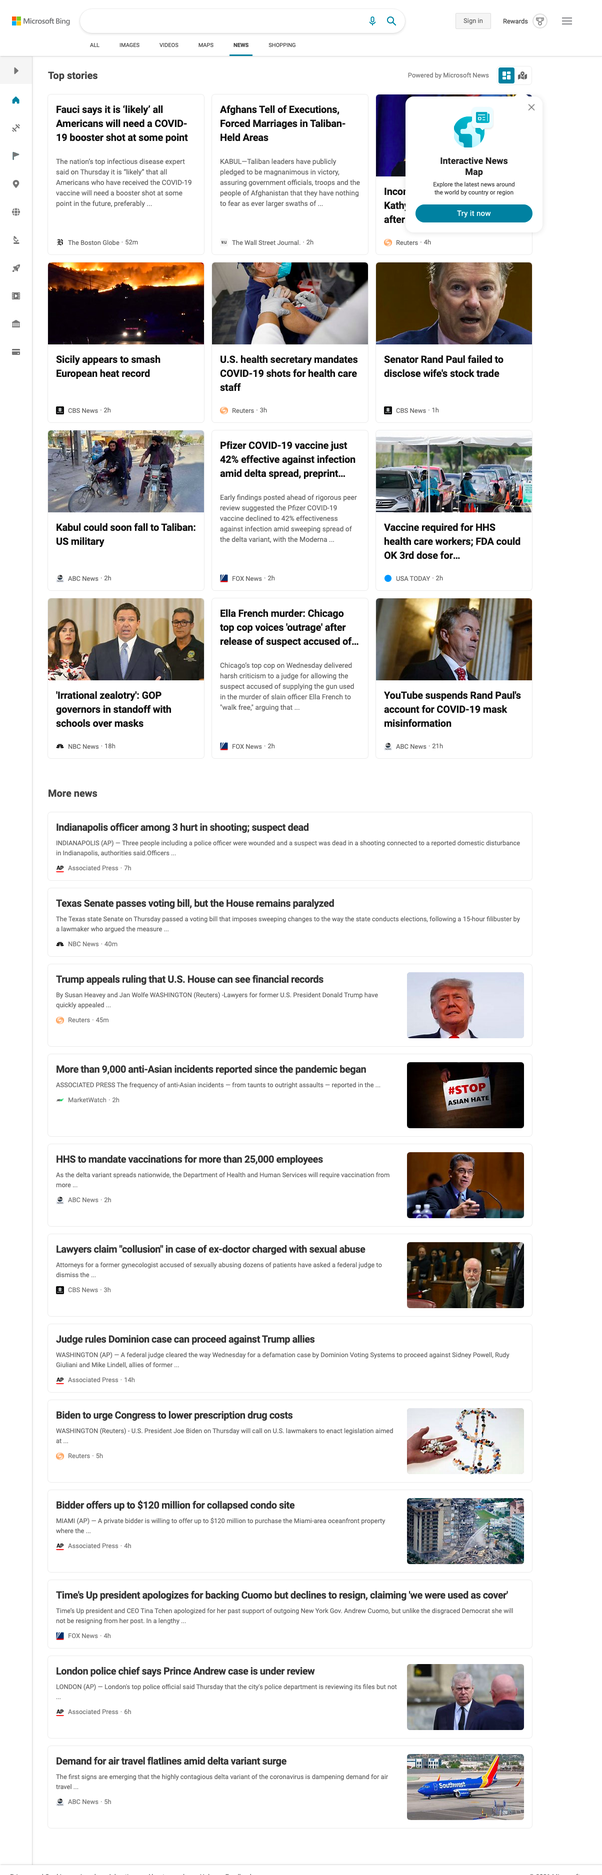 Microsoft Bing
Sign in
Rewards
ALL
IMAGES
VIDEOS
MAPS
NEWS
SHOPPING
Top stories
Powered by Microsoft News
Fauci says it is 'likely' all
Americans will need a COVID-
19 booster shot at some point
The nation's top infectious disease expert
said on Thursday it is "likely" that all
Americans who have received the COVID-19
vaccine will need a booster shot at some
point in the future, preferably ...
The Boston Globe · 52m
Afghans Tell of Executions,
Forced Marriages in Taliban-
Held Areas
KABUL—Taliban leaders have publicly
pledged to be magnanimous in victory,
assuring government officials, troops and the
people of Afghanistan that they have nothing
to fear as ever larger swaths of ...
The Wall Street Journal. · 2h
Kathy
after
Reuters · 4h
Interactive News
Map
Explore the latest news around
the world by country or region
Try it now
Sicily appears to smash
European heat record
CBS News · 2h
U.S. health secretary mandates
COVID-19 shots for health care
staff
Reuters · 3h
Senator Rand Paul failed to
disclose wife's stock trade
CBS News · 1h
Kabul could soon fall to Taliban:
US military
ABC News · 2h
Pfizer COVID-19 vaccine just
42% effective against infection
amid delta spread, preprint...
Early findings posted ahead of rigorous peer
review suggested the Pfizer COVID-19
vaccine declined to 42% effectiveness
against infection amid sweeping spread of
the delta variant, with the Moderna ...
FOX News · 2h
Vaccine required for HHS
health care workers; FDA could
OK 3rd dose for...
USA TODAY · 2h
'Irrational zealotry': GOP
governors in standoff with
schools over masks
NBC News · 18h
Ella French murder: Chicago
top cop voices 'outrage' after
release of suspect accused of...
Chicago's top cop on Wednesday delivered
harsh criticism to a judge for allowing the
suspect accused of supplying the gun used
in the murder of slain officer Ella French to
"walk free," arguing that ...
FOX News · 2h
YouTube suspends Rand Paul's
account for COVID-19 mask
misinformation
ABC News · 21h
More news
Indianapolis officer among 3 hurt in shooting; suspect dead
INDIANAPOLIS (AP) — Three people including a police officer were wounded and a suspect was dead in a shooting connected to a reported domestic disturbance
in Indianapolis, authorities said.Officers ...
AP Associated Press · 7h
Texas Senate passes voting bill, but the House remains paralyzed
The Texas state Senate on Thursday passed a voting bill that imposes sweeping changes to the way the state conducts elections, following a 15-hour filibuster by
a lawmaker who argued the measure ...
NBC News · 40m
Trump appeals ruling that U.S. House can see financial records
By Susan Heavey and Jan Wolfe WASHINGTON (Reuters) -Lawyers for former U.S. President Donald Trump have
quickly appealed ...
Reuters · 45m
More than 9,000 anti-Asian incidents reported since the pandemic began
ASSOCIATED PRESS The frequency of anti-Asian incidents — from taunts to outright assaults — reported in the ...
MarketWatch · 2h
#STOP
ASIAN HATE
HHS to mandate vaccinations for more than 25,000 employees
As the delta variant spreads nationwide, the Department of Health and Human Services will require vaccination from
more ...
ABC News · 2h
Lawyers claim "collusion" in case of ex-doctor charged with sexual abuse
Attorneys for a former gynecologist accused of sexually abusing dozens of patients have asked a federal judge to
dismiss the ...
CBS News · 3h
Judge rules Dominion case can proceed against Trump allies
WASHINGTON (AP) — A federal judge cleared the way Wednesday for a defamation case by Dominion Voting Systems to proceed against Sidney Powell, Rudy
Giuliani and Mike Lindell, allies of former ...
AP Associated Press · 14h
Biden to urge Congress to lower prescription drug costs
WASHINGTON (Reuters) - U.S. President Joe Biden on Thursday will call on U.S. lawmakers to enact legislation aimed
at ...
Reuters · 5h
Bidder offers up to $120 million for collapsed condo site
MIAMI (AP) — A private bidder is willing to offer up to $120 million to purchase the Miami-area oceanfront property
where the ...
AP Associated Press · 4h
Time's Up president apologizes for backing Cuomo but declines to resign, claiming 'we were used as cover'
Time's Up president and CEO Tina Tchen apologized for her past support of outgoing New York Gov. Andrew Cuomo, but unlike the disgraced Democrat she will
not be resigning from her post. In a lengthy ...
FOX News · 4h
London police chief says Prince Andrew case is under review
LONDON (AP) — London's top police official said Thursday that the city's police department is reviewing its files but not
...
AP Associated Press · 6h
Demand for air travel flatlines amid delta variant surge
The first signs are emerging that the highly contagious delta variant of the coronavirus is dampening demand for air
travel ...
ABC News · 5h
Southwest